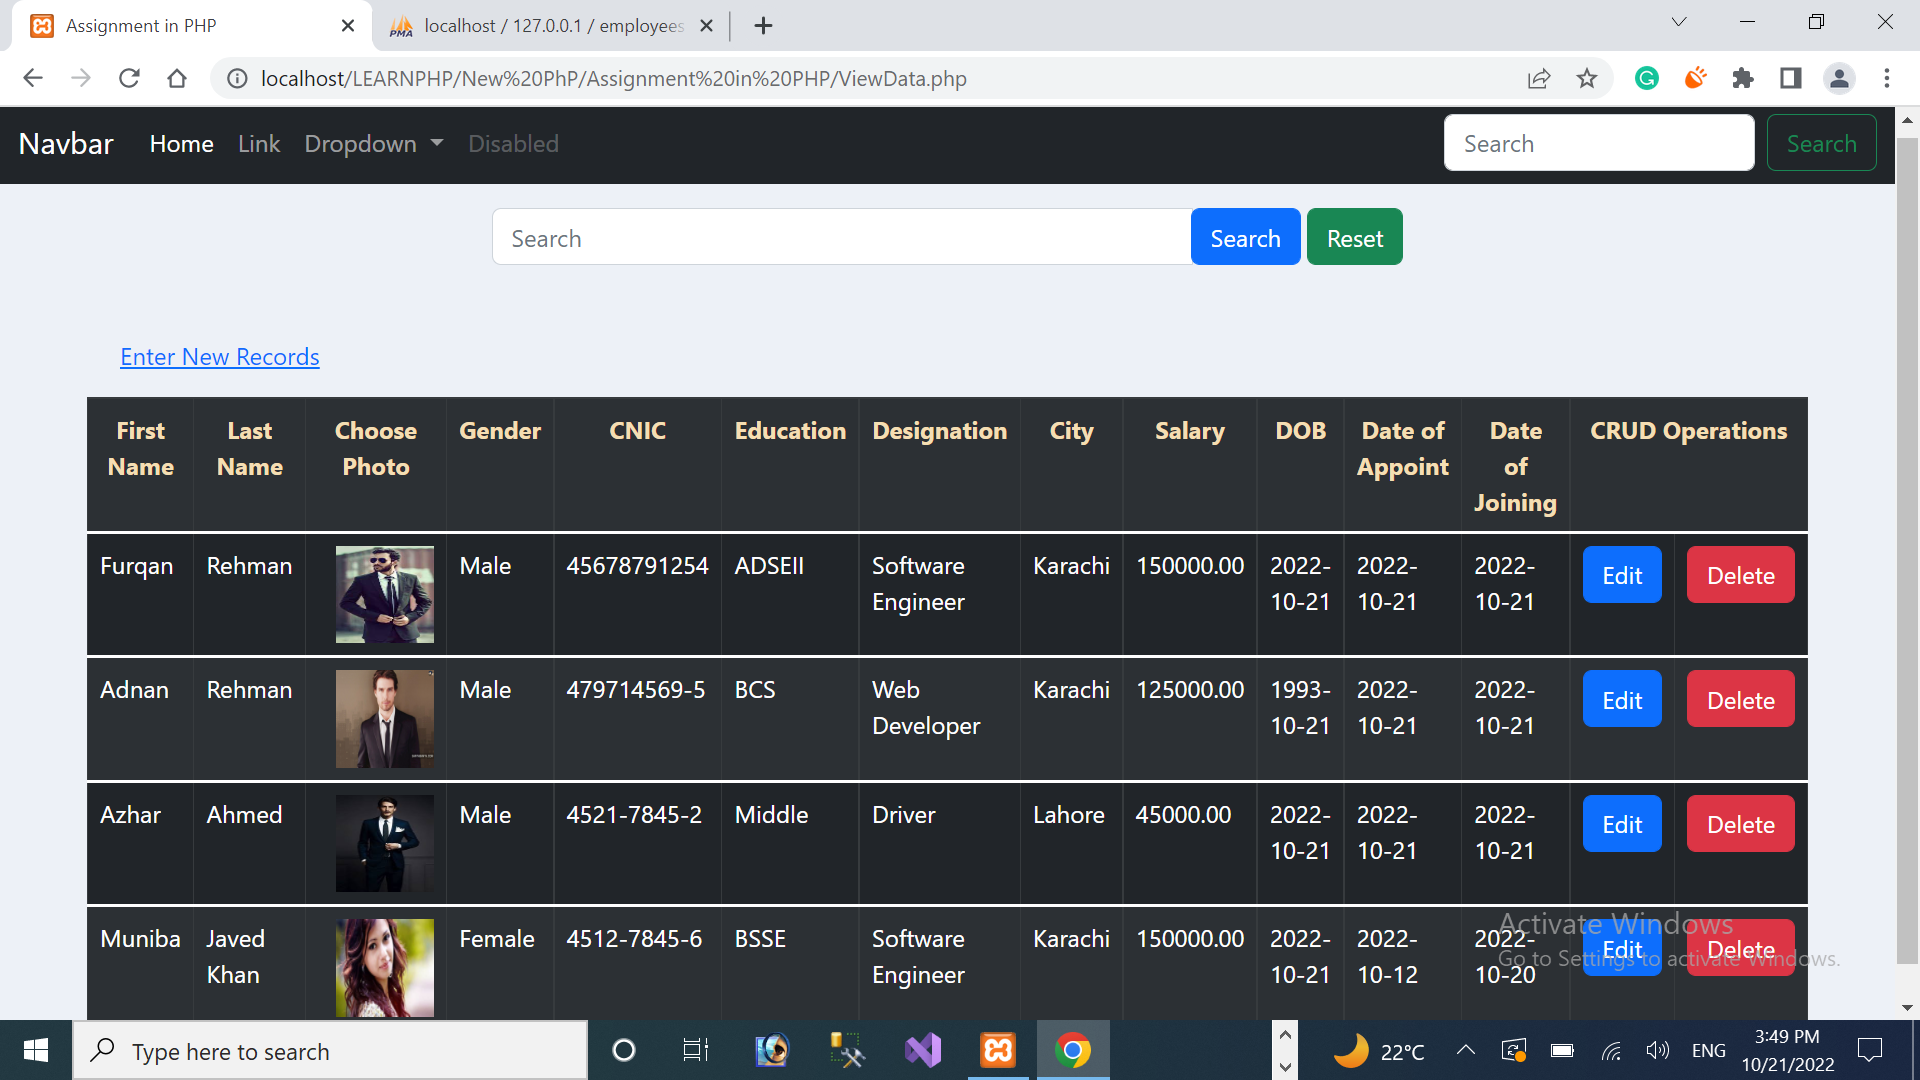 Assignment in PHP
localhost / 127.0.0.1 / employees
localhost/LEARNPHP/New%20PhP/Assignment%20in%20PHP/ViewData.php
Navbar Home Link Dropdown Disabled Search Search
Search Search Reset
Enter New Records
First Last Choose Gender CNIC Education Designation City Salary DOB Date of Date CRUD Operations
Name Name Photo Appoint of
Joining
Furqan Rehman Male 45678791254 ADSEII Software Karachi 150000.00 2022- 2022- 2022- Edit Delete
Engineer 10-21 10-21 10-21
Adnan Rehman Male 479714569-5 BCS Web Karachi 125000.00 1993- 2022- 2022- Edit Delete
Developer 10-21 10-21 10-21
Azhar Ahmed Male 4521-7845-2 Middle Driver Lahore 45000.00 2022- 2022- 2022- Edit Delete
10-21 10-21 10-21
Muniba Javed Female 4512-7845-6 BSSE Software Karachi 150000.00 2022- 2022- 2022- Edit Delete
Khan Engineer 10-21 10-12 10-20
Activate Windows
Go to Settings to activate Windows.
Type here to search
22°C ENG 3:49 PM
10/21/2022